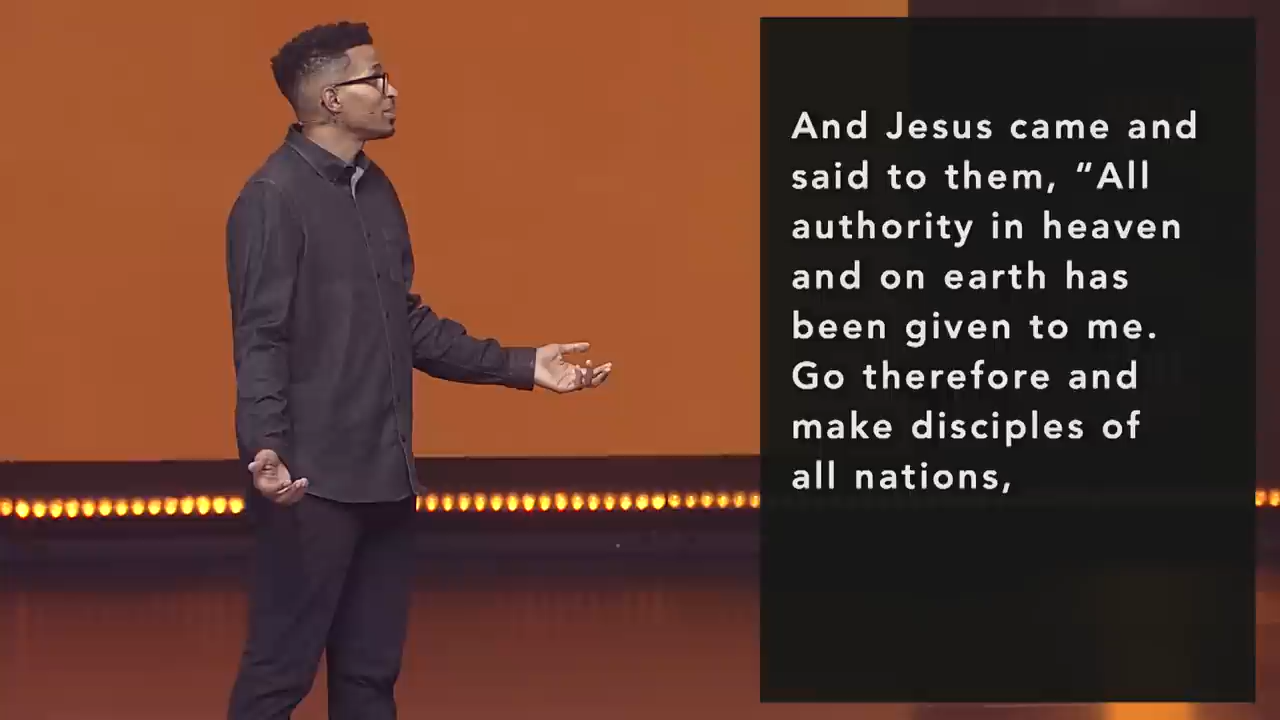 And Jesus came and
said to them, “All
authority in heaven
and on earth has
been given to me.
Go therefore and
make disciples of
all nations,